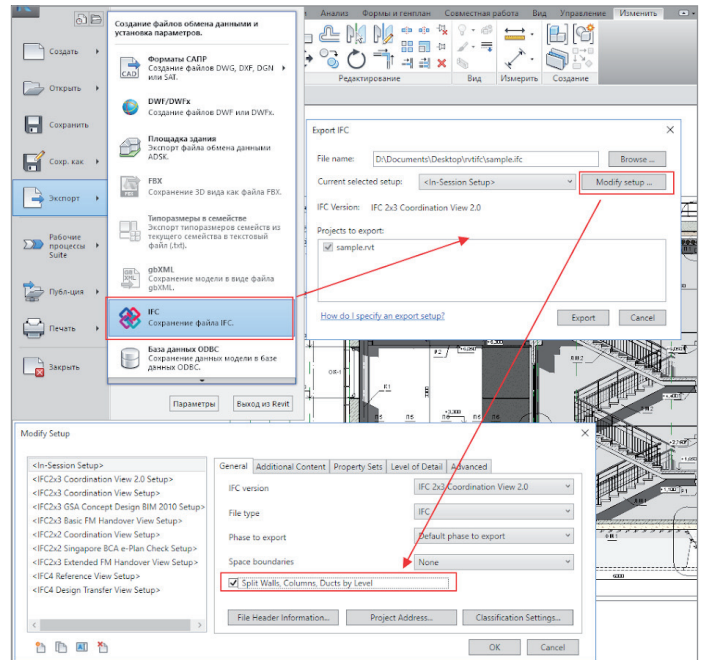 Анализ Формы и генплан Совместная работа Вид Управление Изменить
Создание файлов обмена данными и
установка параметров.
Создать
Открыть
Сохранить
Сохр. как
Экспорт
Рабочие
процессы
Suite
Публ-ция
Печать
Закрыть
CAD
Форматы САПР
Создание файлов DWG, DXF, DGN
или SAT.
DWF/DWFx
Создание файлов DWF или DWFx.
Площадка здания
Экспорт файла обмена данными
ADSK.
FBX
Сохранение 3D вида как файла FBX.
Типоразмеры в семействе
Экспорт типоразмеров семейств из
текущего семейства в текстовый
файл (.txt).
gbXML
Сохранение модели в виде файла
gbXML.
IFC
Сохранение файла IFC.
База данных ODBC
Сохранение данных модели в базе
данных ODBC.
Параметры
Выход из Revit
Редактирование
Вид
Измерить
Создание
Export IFC
File name: D:\Documents\Desktop\rvtifc\sample.ifc Browse ...
Current selected setup: <In-Session Setup> Modify setup ...
IFC Version: IFC 2x3 Coordination View 2.0
Projects to export:
sample.rvt
How do I specify an export setup?
Export
Cancel
Modify Setup
<In-Session Setup>
<IFC2x3 Coordination View 2.0 Setup>
<IFC2x3 Coordination View Setup>
<IFC2x3 GSA Concept Design BIM 2010 Setup>
<IFC2x3 Basic FM Handover View Setup>
<IFC2x2 Coordination View Setup>
<IFC2x2 Singapore BCA e-Plan Check Setup>
<IFC2x3 Extended FM Handover View Setup>
<IFC4 Reference View Setup>
<IFC4 Design Transfer View Setup>
General Additional Content Property Sets Level of Detail Advanced
IFC version IFC 2x3 Coordination View 2.0
File type IFC
Phase to export Default phase to export
Space boundaries None
Split Walls, Columns, Ducts by Level
File Header Information...
Project Address...
Classification Settings...
OK
Cancel
6000